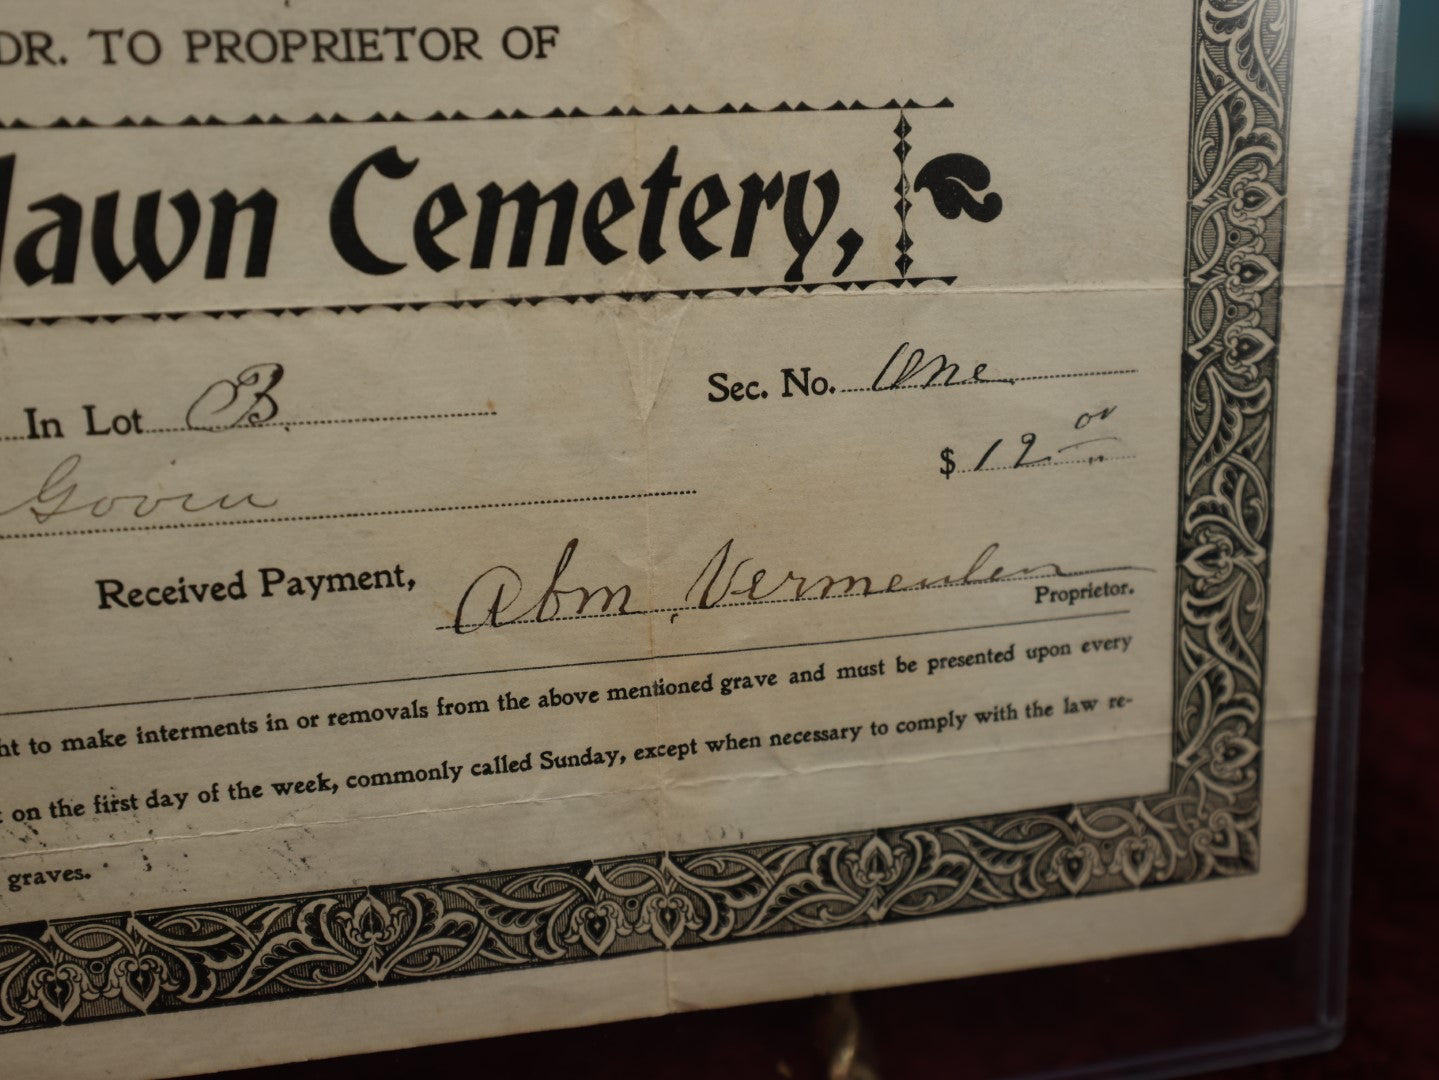 DR. TO PROPRIETOR OF
lawn Cemetery,
In Lot B. Sec. No. One
$ 12.00
Received Payment, Abm. Vermeulen
Proprietor.
to make interments in or removals from the above mentioned grave and must be presented upon every
on the first day of the week, commonly called Sunday, except when necessary to comply with the law re-
graves.